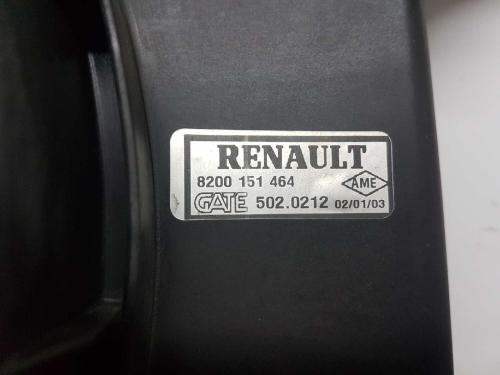 RENAULT
8200 151 464 AME
GATE 502.0212 02/01/03